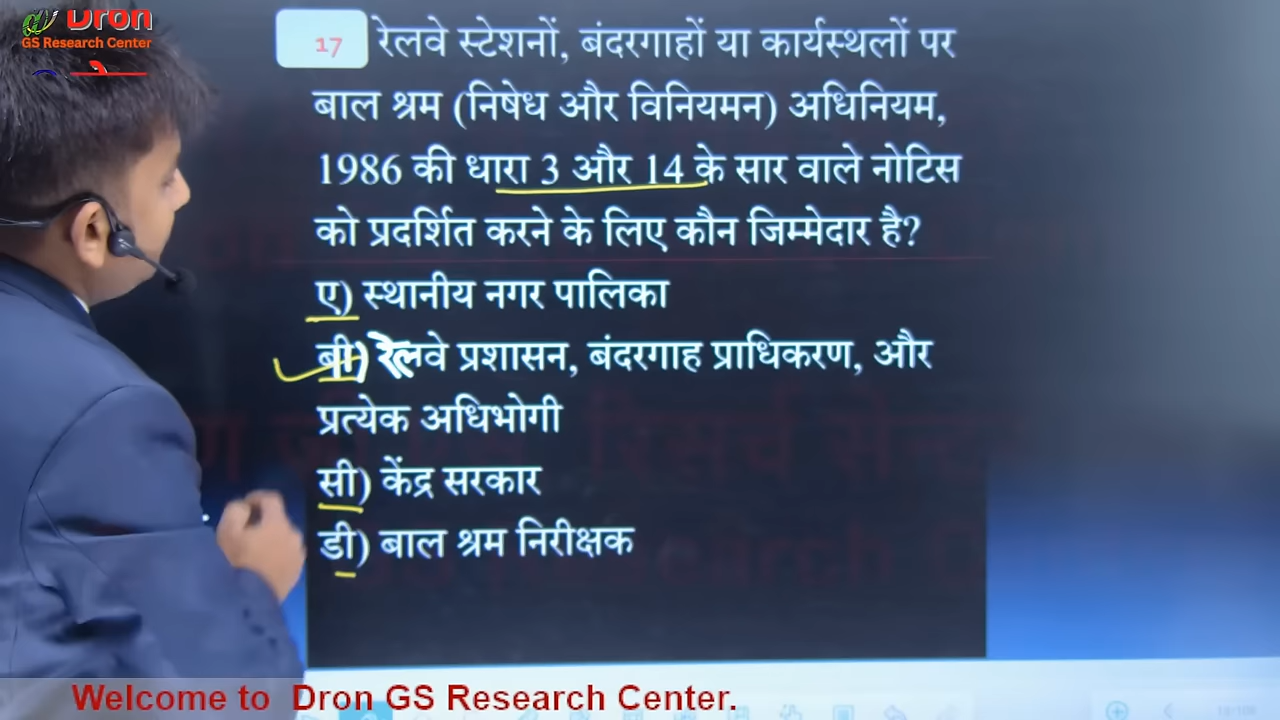 Dron
GS Research Center
17 रेलवे स्टेशनों, बंदरगाहों या कार्यस्थलों पर
बाल श्रम (निषेध और विनियमन) अधिनियम,
1986 की धारा 3 और 14 के सार वाले नोटिस
को प्रदर्शित करने के लिए कौन जिम्मेदार है?
ए) स्थानीय नगर पालिका
बी) रेलवे प्रशासन, बंदरगाह प्राधिकरण, और
प्रत्येक अधिभोगी
सी) केंद्र सरकार
डी) बाल श्रम निरीक्षक
Welcome to Dron GS Research Center.